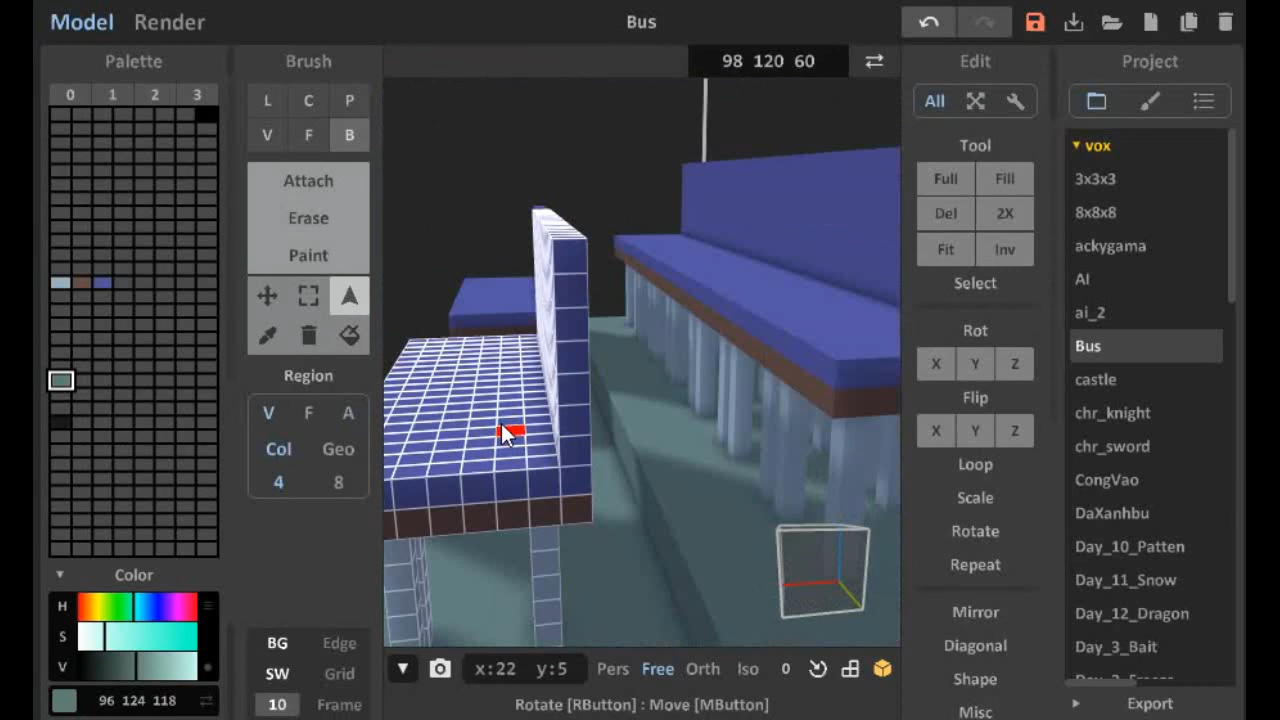 Model Render Bus
Palette Brush 98 120 60 Edit Project
0 1 2 3
L C P
V F B
All
Attach
Erase
Paint
Region
V F A
Col Geo
4 8
Tool
Full Fill
Del 2X
Fit Inv
Select
Rot
X Y Z
Flip
X Y Z
Loop
Scale
Rotate
Repeat
Mirror
Diagonal
Shape
Misc
vox
3x3x3
8x8x8
ackygama
AI
ai_2
Bus
castle
chr_knight
chr_sword
CongVao
DaXanhbu
Day_10_Patten
Day_11_Snow
Day_12_Dragon
Day_3_Bait
Export
Color
H
S
V
96 124 118
BG Edge
SW Grid
10 Frame
x:22 y:5 Pers Free Orth Iso 0
Rotate [RButton] : Move [MButton]